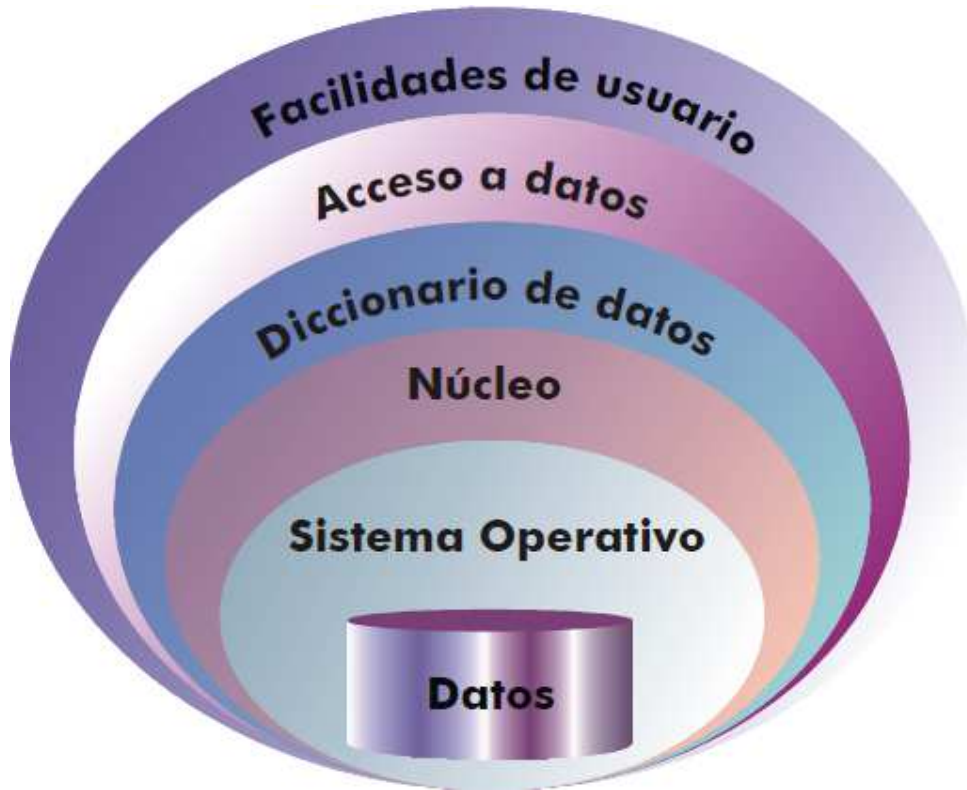 Facilidades de usuario
Acceso a datos
Diccionario de datos
Núcleo
Sistema Operativo
Datos